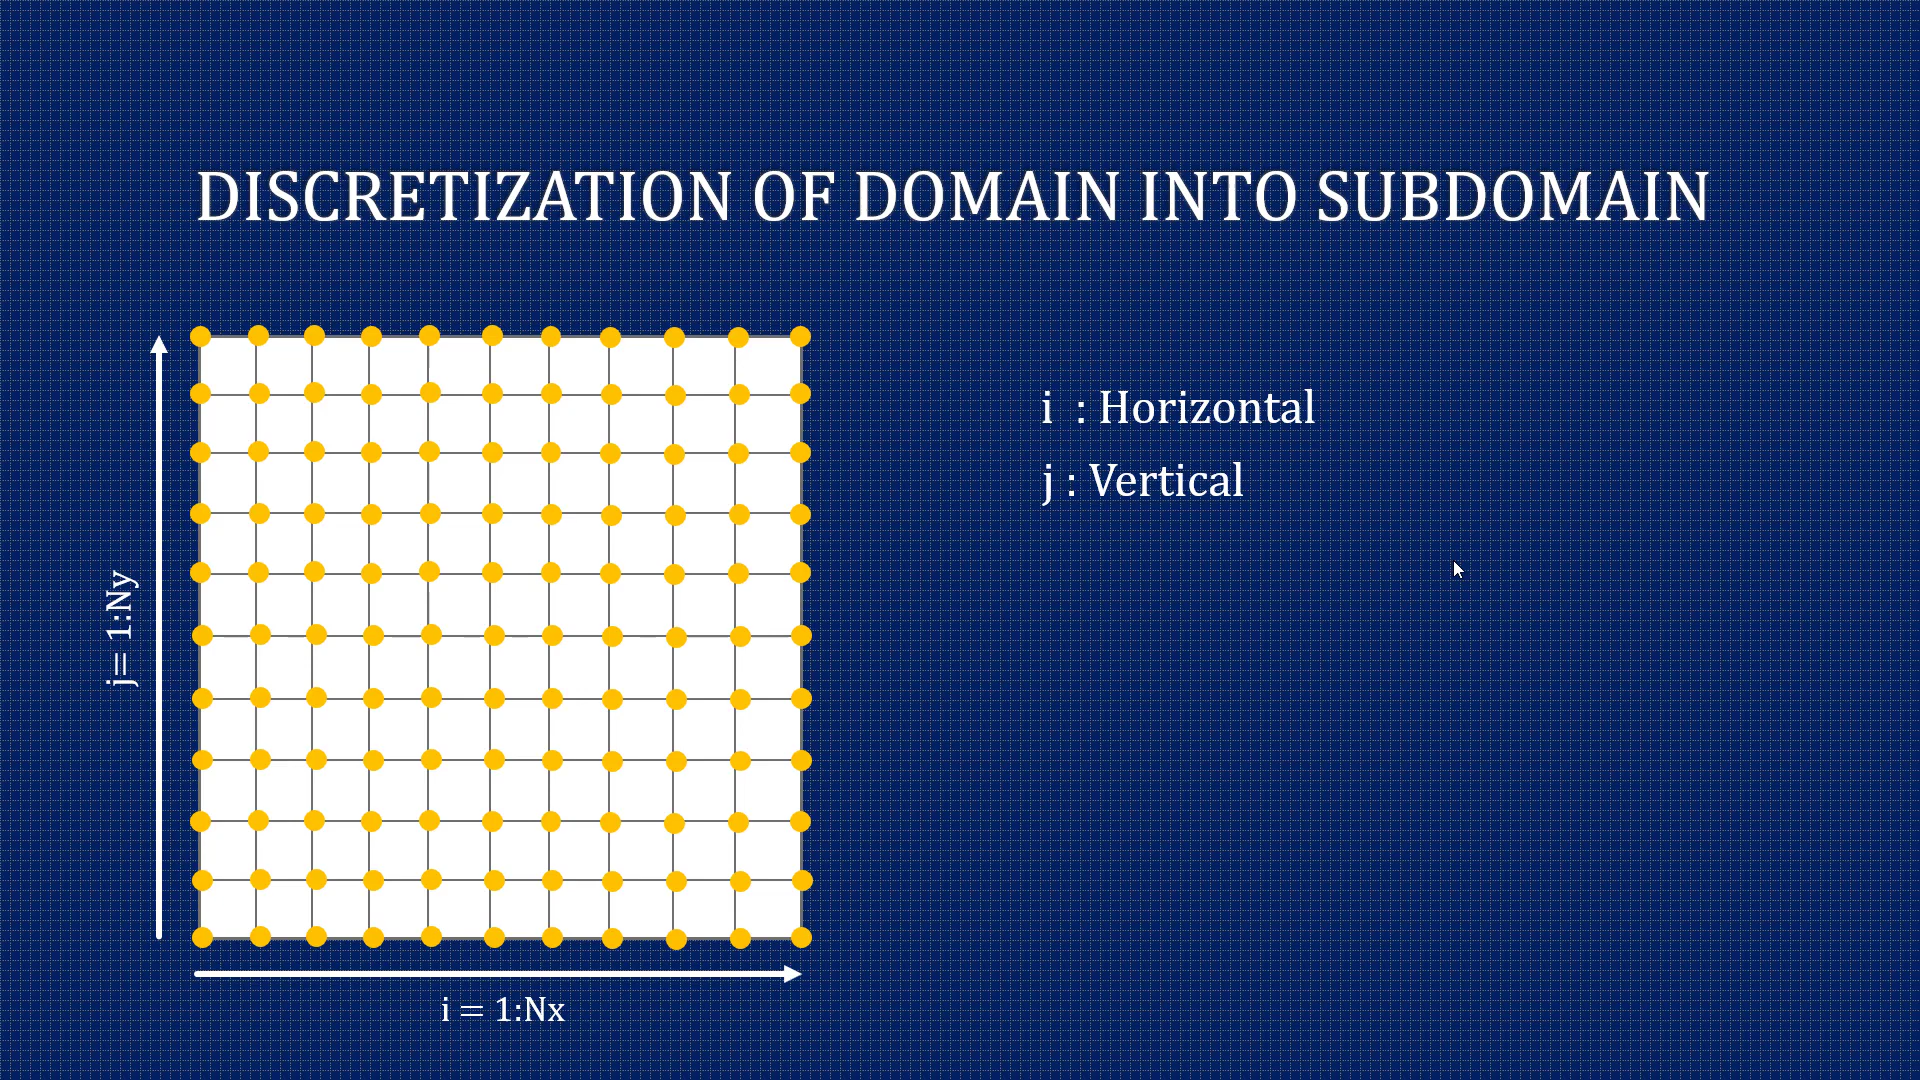 DISCRETIZATION OF DOMAIN INTO SUBDOMAIN
i : Horizontal
j : Vertical
j= 1:Ny
i = 1:Nx